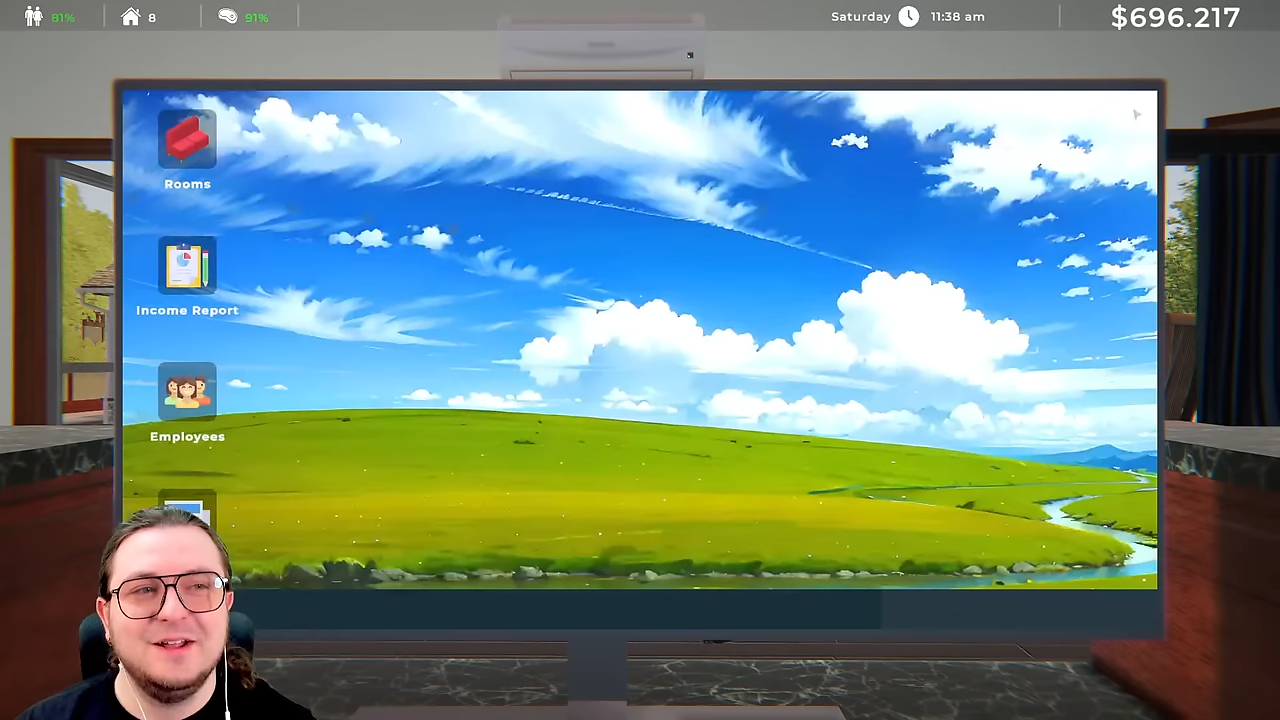 81%
8
91%
Saturday
11:38 am
$696.217
Rooms
Income Report
Employees